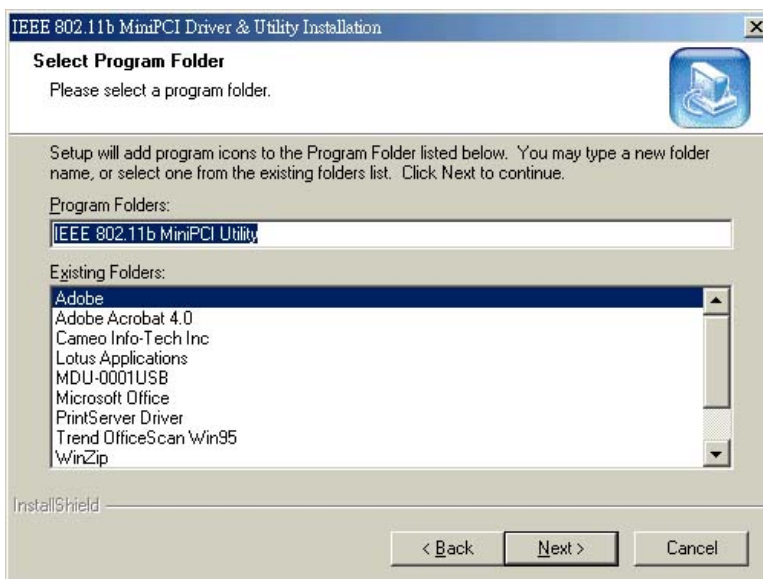 IEEE 802.11b MiniPCI Driver & Utility Installation
Select Program Folder
Please select a program folder.
Setup will add program icons to the Program Folder listed below. You may type a new folder
name, or select one from the existing folders list. Click Next to continue.
Program Folders:
IEEE 802.11b MiniPCI Utility
Existing Folders:
Adobe
Adobe Acrobat 4.0
Cameo Info-Tech Inc
Lotus Applications
MDU-0001USB
Microsoft Office
PrintServer Driver
Trend OfficeScan Win95
WinZip
InstallShield
< Back
Next >
Cancel